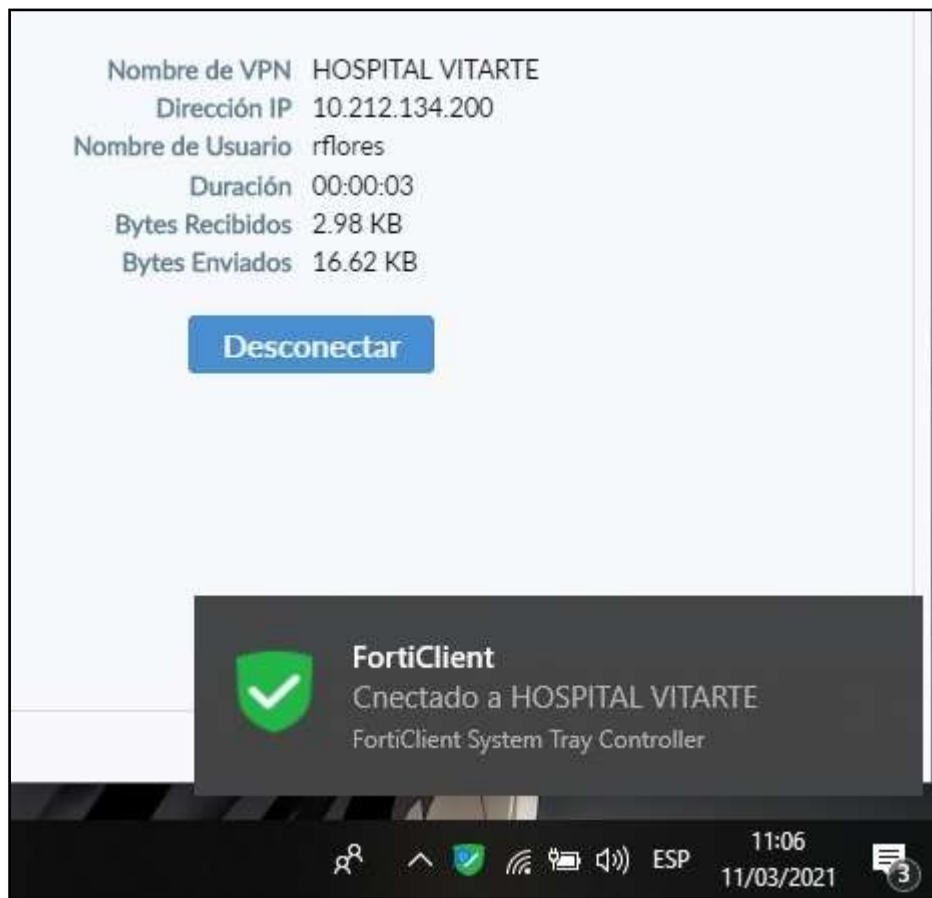 Nombre de VPN HOSPITAL VITARTE
Dirección IP 10.212.134.200
Nombre de Usuario rflores
Duración 00:00:03
Bytes Recibidos 2.98 KB
Bytes Enviados 16.62 KB
Desconectar
FortiClient
Cnectado a HOSPITAL VITARTE
FortiClient System Tray Controller
ESP
11:06
11/03/2021
3